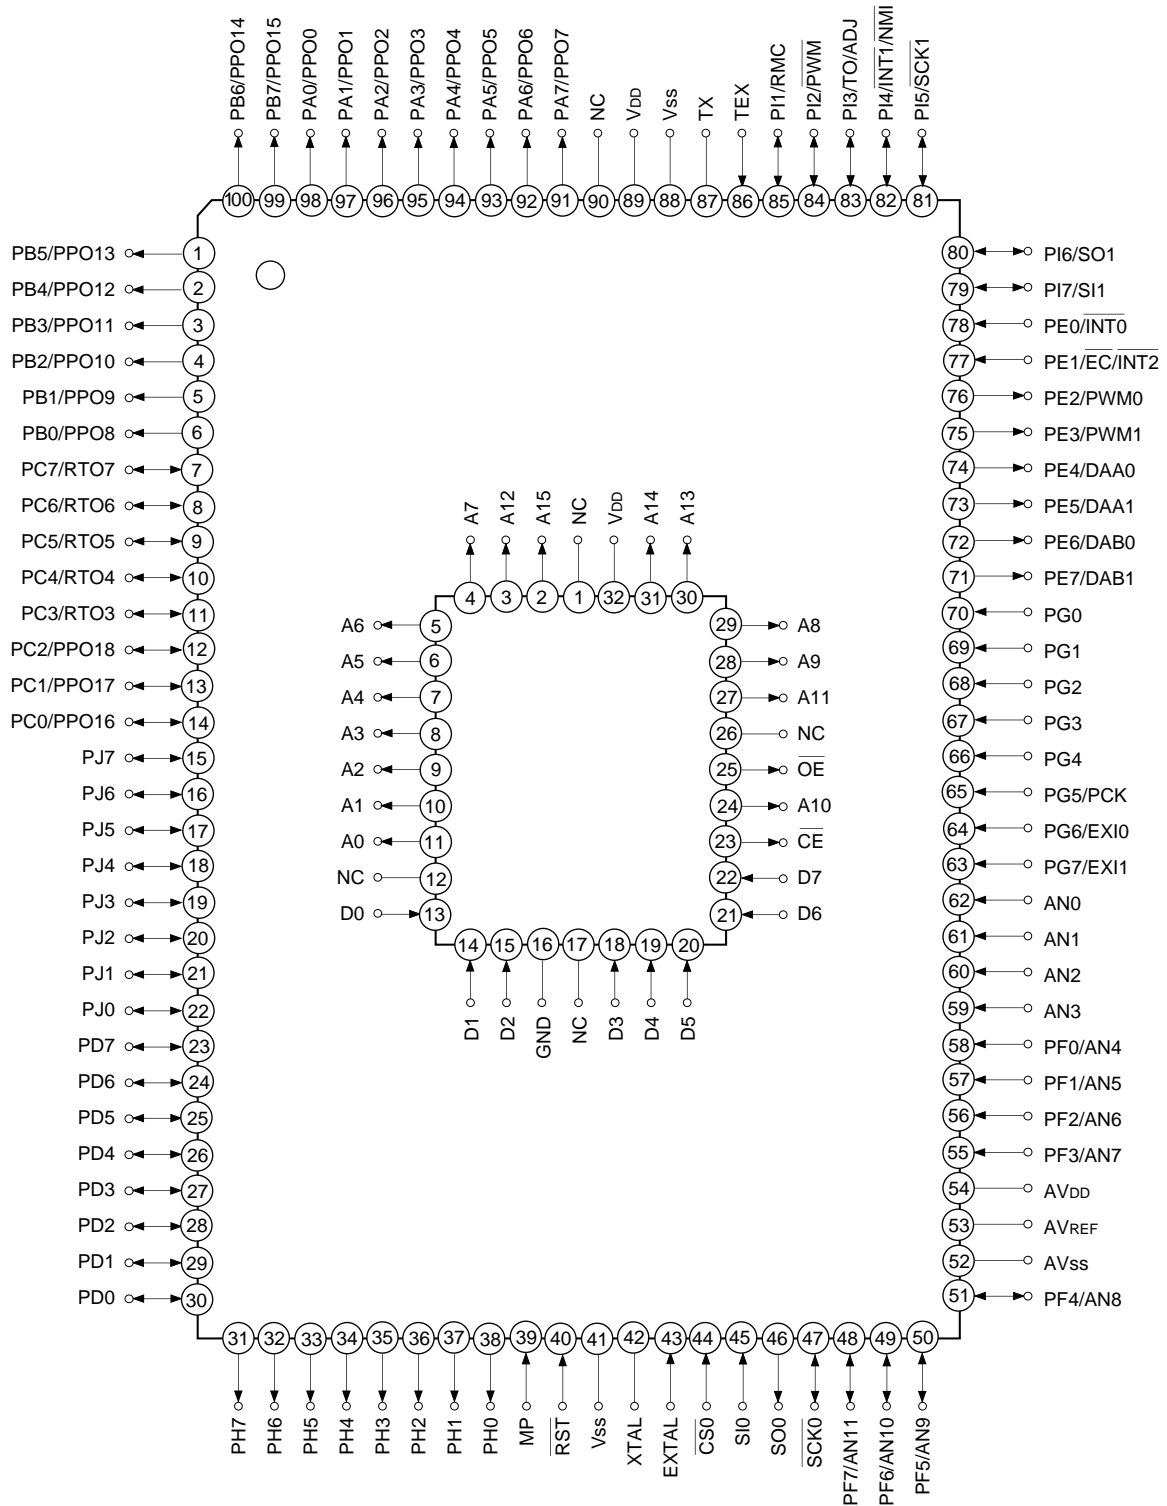 PB6/PPO14
PB7/PPO15
PA0/PPO0
PA1/PPO1
PA2/PPO2
PA3/PPO3
PA4/PPO4
PA5/PPO5
PA6/PPO6
PA7/PPO7
NC
VDD
Vss
TX
TEX
PI1/RMC
PI2/PWM
PI3/TO/ADJ
PI4/INT1/NMI
PI5/SCK1
100 99 98 97 96 95 94 93 92 91 90 89 88 87 86 85 84 83 82 81
PB5/PPO13 1
PB4/PPO12 2
PB3/PPO11 3
PB2/PPO10 4
PB1/PPO9 5
PB0/PPO8 6
PC7/RTO7 7
PC6/RTO6 8
PC5/RTO5 9
PC4/RTO4 10
PC3/RTO3 11
PC2/PPO18 12
PC1/PPO17 13
PC0/PPO16 14
PJ7 15
PJ6 16
PJ5 17
PJ4 18
PJ3 19
PJ2 20
PJ1 21
PJ0 22
PD7 23
PD6 24
PD5 25
PD4 26
PD3 27
PD2 28
PD1 29
PD0 30
A7
A12
A15
NC
VDD
A14
A13
4 3 2 1 32 31 30
A6 5
A5 6
A4 7
A3 8
A2 9
A1 10
A0 11
NC 12
D0 13
29 A8
28 A9
27 A11
26 NC
25 OE
24 A10
23 CE
22 D7
21 D6
14 15 16 17 18 19 20
D1
D2
GND
NC
D3
D4
D5
80 PI6/SO1
79 PI7/SI1
78 PE0/INT0
77 PE1/EC/INT2
76 PE2/PWM0
75 PE3/PWM1
74 PE4/DAA0
73 PE5/DAA1
72 PE6/DAB0
71 PE7/DAB1
70 PG0
69 PG1
68 PG2
67 PG3
66 PG4
65 PG5/PCK
64 PG6/EXI0
63 PG7/EXI1
62 AN0
61 AN1
60 AN2
59 AN3
58 PF0/AN4
57 PF1/AN5
56 PF2/AN6
55 PF3/AN7
54 AVDD
53 AVREF
52 AVss
51 PF4/AN8
31 32 33 34 35 36 37 38 39 40 41 42 43 44 45 46 47 48 49 50
PH7
PH6
PH5
PH4
PH3
PH2
PH1
PH0
MP
RST
Vss
XTAL
EXTAL
CS0
SI0
SO0
SCK0
PF7/AN11
PF6/AN10
PF5/AN9